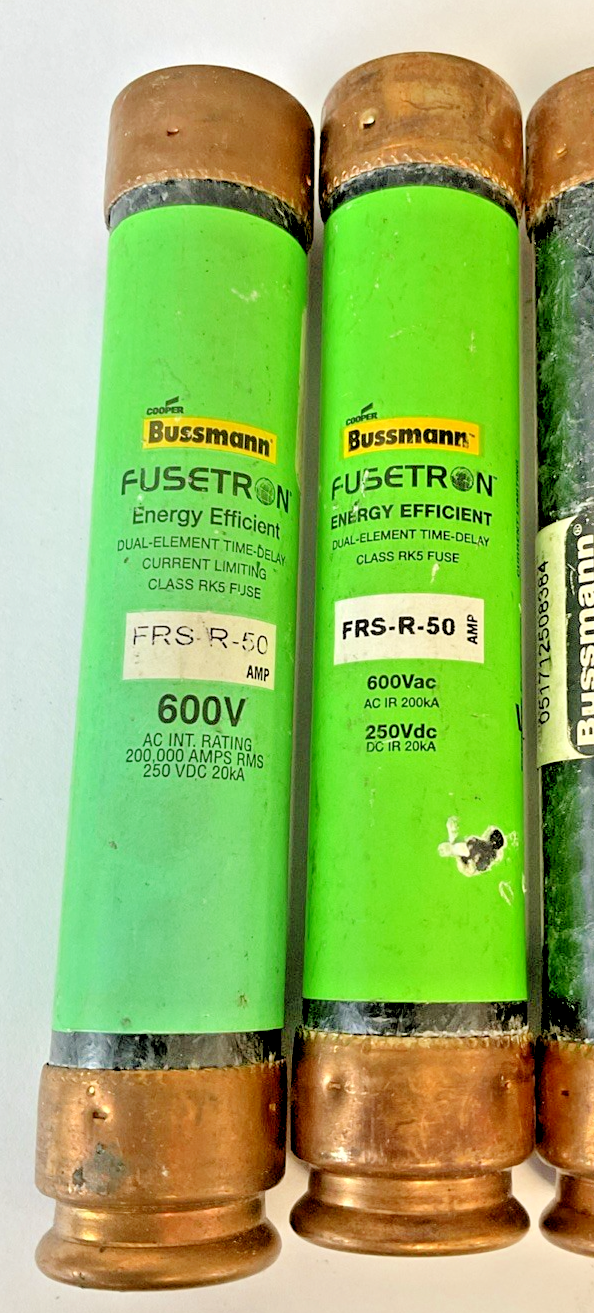 COOPER
Bussmann
FUSETRON
Energy Efficient
DUAL-ELEMENT TIME-DELAY
CURRENT LIMITING
CLASS RK5 FUSE
FRS-R-50
AMP
600V
AC INT. RATING
200,000 AMPS RMS
250 VDC 20kA
COOPER
Bussmann™
FUSETRON™
ENERGY EFFICIENT
DUAL-ELEMENT TIME-DELAY
CLASS RK5 FUSE
FRS-R-50
AMP
600Vac
AC IR 200kA
250Vdc
DC IR 20kA
051712508384
Bussmann®